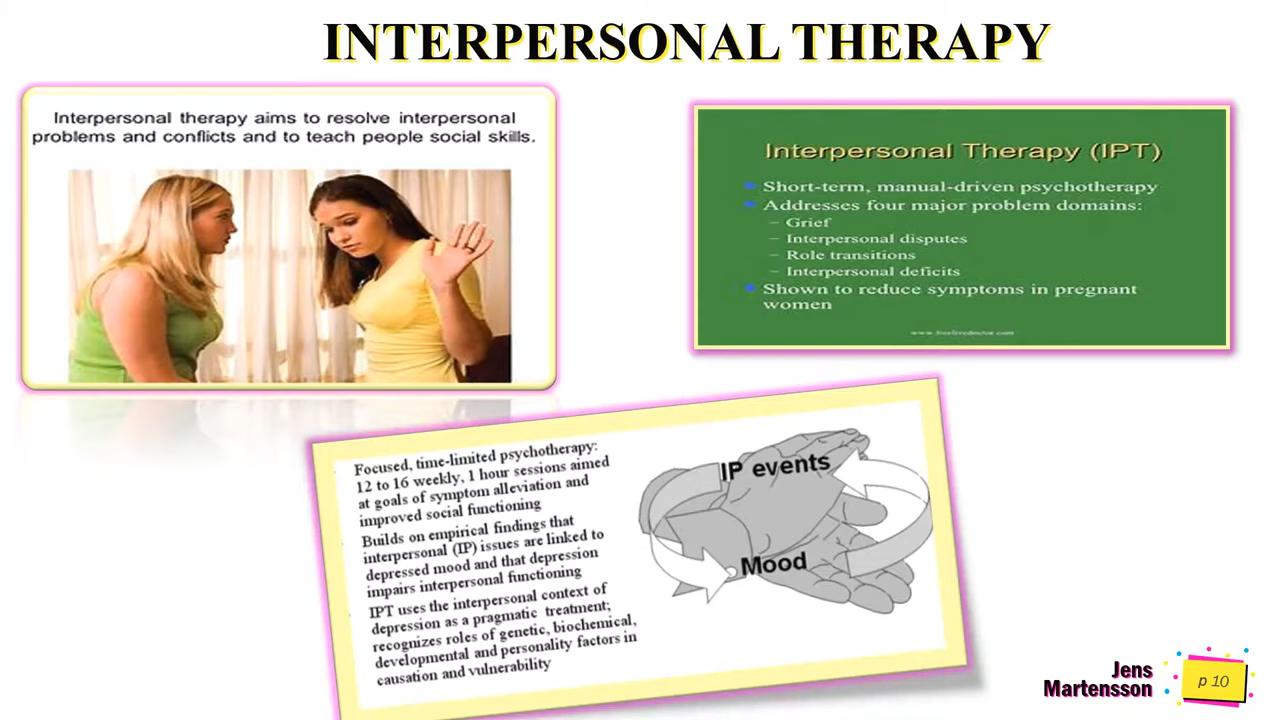 INTERPERSONAL THERAPY
Interpersonal therapy aims to resolve interpersonal
problems and conflicts and to teach people social skills.
Interpersonal Therapy (IPT)
Short-term, manual-driven psychotherapy
Addresses four major problem domains:
– Grief
– Interpersonal disputes
– Role transitions
– Interpersonal deficits
Shown to reduce symptoms in pregnant
women
Focused, time-limited psychotherapy:
12 to 16 weekly, 1 hour sessions aimed
at goals of symptom alleviation and
improved social functioning
Builds on empirical findings that
interpersonal (IP) issues are linked to
depressed mood and that depression
impairs interpersonal functioning
IPT uses the interpersonal context of
depression as a pragmatic treatment;
recognizes roles of genetic, biochemical,
developmental and personality factors in
causation and vulnerability
IP events
Mood
Jens
Martensson
p 10